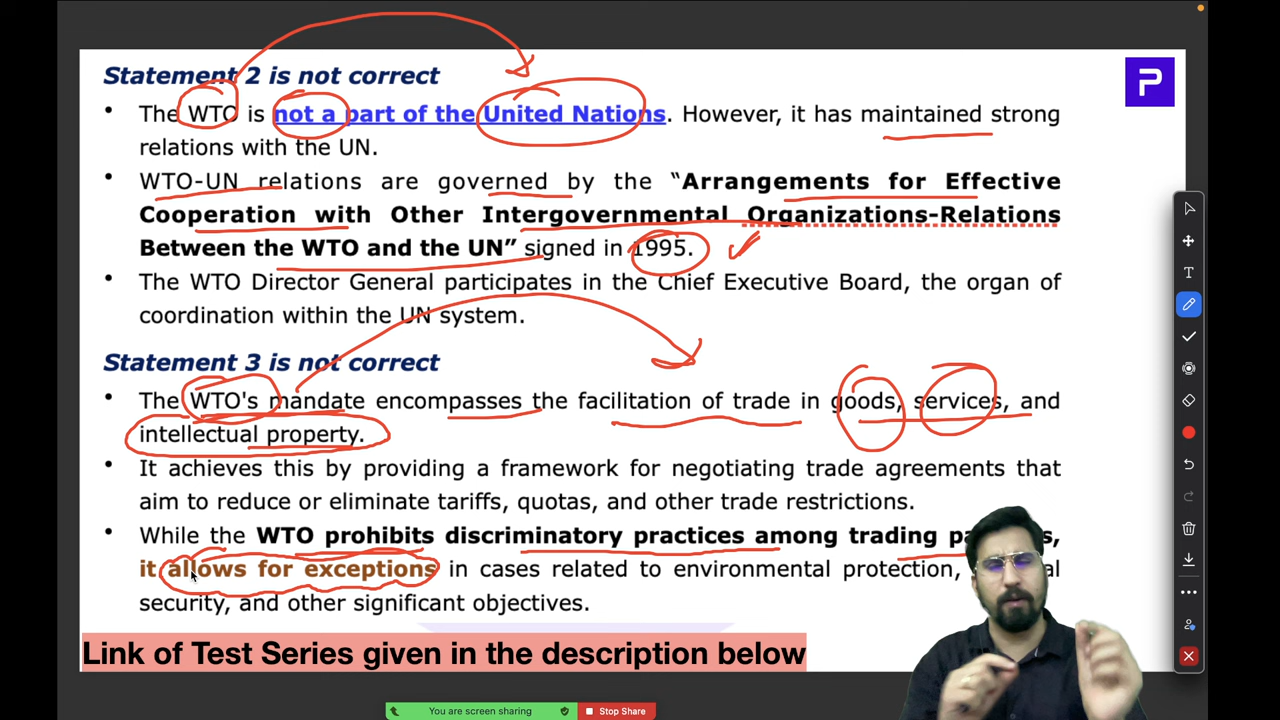 Statement 2 is not correct
• The WTO is not a part of the United Nations. However, it has maintained strong
relations with the UN.
• WTO-UN relations are governed by the “Arrangements for Effective
Cooperation with Other Intergovernmental Organizations-Relations
Between the WTO and the UN” signed in 1995.
• The WTO Director General participates in the Chief Executive Board, the organ of
coordination within the UN system.
Statement 3 is not correct
• The WTO's mandate encompasses the facilitation of trade in goods, services, and
intellectual property.
• It achieves this by providing a framework for negotiating trade agreements that
aim to reduce or eliminate tariffs, quotas, and other trade restrictions.
• While the WTO prohibits discriminatory practices among trading
it allows for exceptions in cases related to environmental protection,
security, and other significant objectives.
Link of Test Series given in the description below
You are screen sharing Stop Share
P
T